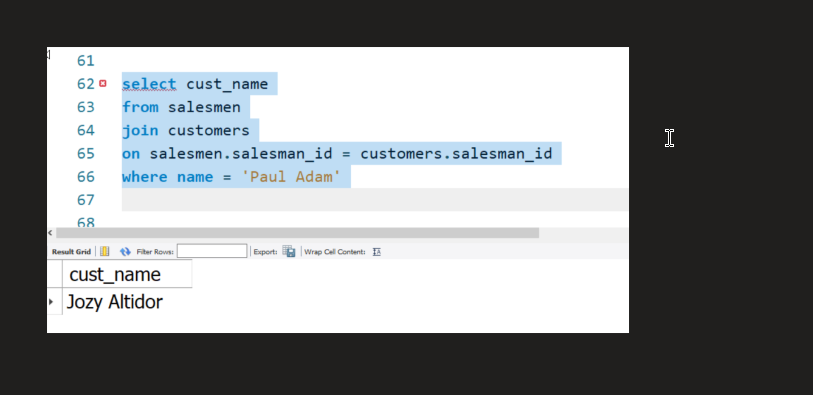 61
62 select cust_name
63 from salesmen
64 join customers
65 on salesmen.salesman_id = customers.salesman_id
66 where name = 'Paul Adam'
67
68
Result Grid Filter Rows: Export: Wrap Cell Content:
cust_name
Jozy Altidor